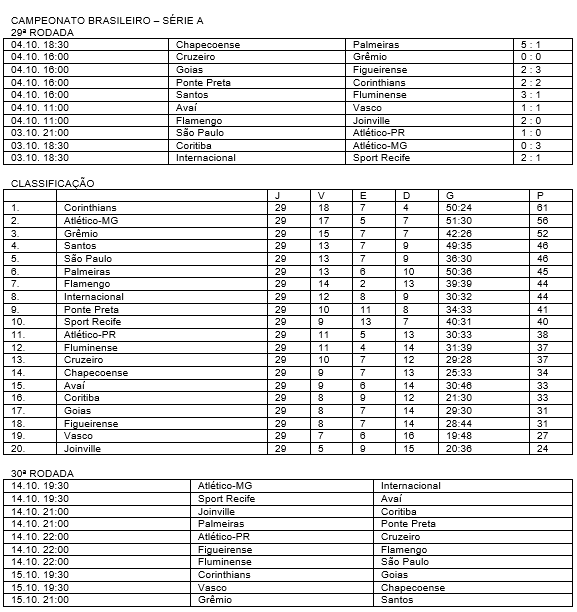 CAMPEONATO BRASILEIRO – SÉRIE A
29ª RODADA
04.10. 18:30 Chapecoense Palmeiras 5 : 1
04.10. 16:00 Cruzeiro Grêmio 0 : 0
04.10. 16:00 Goias Figueirense 2 : 3
04.10. 16:00 Ponte Preta Corinthians 2 : 2
04.10. 16:00 Santos Fluminense 3 : 1
04.10. 11:00 Avaí Vasco 1 : 1
04.10. 11:00 Flamengo Joinville 2 : 0
03.10. 21:00 São Paulo Atlético-PR 1 : 0
03.10. 18:30 Coritiba Atlético-MG 0 : 3
03.10. 18:30 Internacional Sport Recife 2 : 1
CLASSIFICAÇÃO
J V E D G P
1. Corinthians 29 18 7 4 50:24 61
2. Atlético-MG 29 17 5 7 51:30 56
3. Grêmio 29 15 7 7 42:26 52
4. Santos 29 13 7 9 49:35 46
5. São Paulo 29 13 7 9 36:30 46
6. Palmeiras 29 13 6 10 50:36 45
7. Flamengo 29 14 2 13 39:39 44
8. Internacional 29 12 8 9 30:32 44
9. Ponte Preta 29 10 11 8 34:33 41
10. Sport Recife 29 9 13 7 40:31 40
11. Atlético-PR 29 11 5 13 30:33 38
12. Fluminense 29 11 4 14 31:39 37
13. Cruzeiro 29 10 7 12 29:28 37
14. Chapecoense 29 9 7 13 25:33 34
15. Avaí 29 9 6 14 30:46 33
16. Coritiba 29 8 9 12 21:30 33
17. Goias 29 8 7 14 29:30 31
18. Figueirense 29 8 7 14 28:44 31
19. Vasco 29 7 6 16 19:48 27
20. Joinville 29 5 9 15 20:36 24
30ª RODADA
14.10. 19:30 Atlético-MG Internacional
14.10. 19:30 Sport Recife Avaí
14.10. 21:00 Joinville Coritiba
14.10. 21:00 Palmeiras Ponte Preta
14.10. 22:00 Atlético-PR Cruzeiro
14.10. 22:00 Figueirense Flamengo
14.10. 22:00 Fluminense São Paulo
15.10. 19:30 Corinthians Goias
15.10. 19:30 Vasco Chapecoense
15.10. 21:00 Grêmio Santos